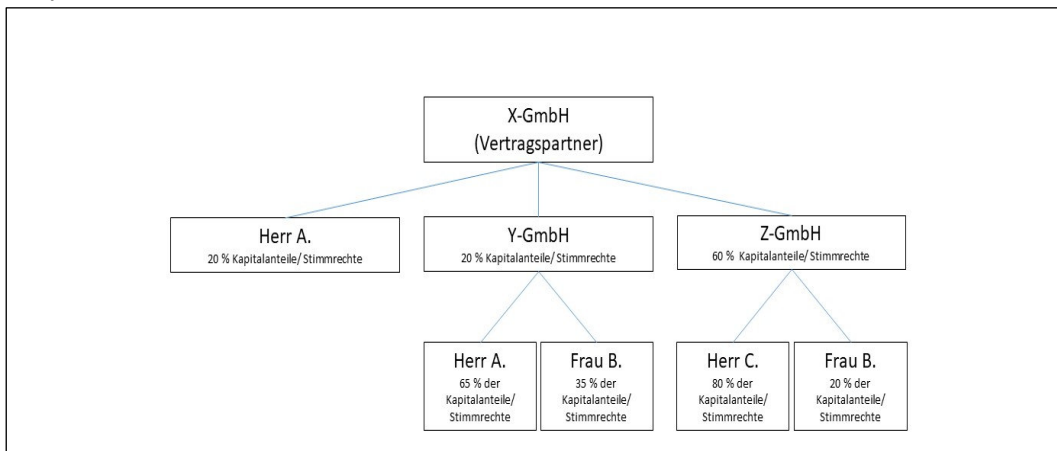 X-GmbH
(Vertragspartner)
Herr A.
20 % Kapitalanteile/ Stimmrechte
Y-GmbH
20 % Kapitalanteile/ Stimmrechte
Z-GmbH
60 % Kapitalanteile/ Stimmrechte
Herr A.
65 % der
Kapitalanteile/
Stimmrechte
Frau B.
35 % der
Kapitalanteile/
Stimmrechte
Herr C.
80 % der
Kapitalanteile/
Stimmrechte
Frau B.
20 % der
Kapitalanteile/
Stimmrechte